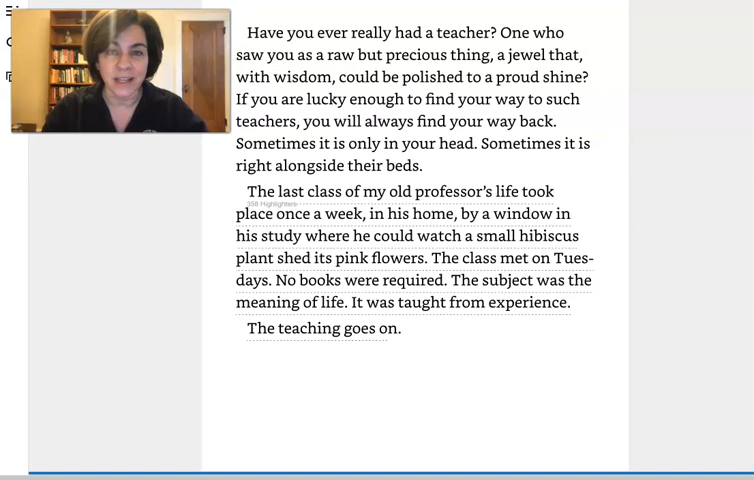 Have you ever really had a teacher? One who
saw you as a raw but precious thing, a jewel that,
with wisdom, could be polished to a proud shine?
If you are lucky enough to find your way to such
teachers, you will always find your way back.
Sometimes it is only in your head. Sometimes it is
right alongside their beds.
The last class of my old professor’s life took
358 Highlighters
place once a week, in his home, by a window in
his study where he could watch a small hibiscus
plant shed its pink flowers. The class met on Tues-
days. No books were required. The subject was the
meaning of life. It was taught from experience.
The teaching goes on.